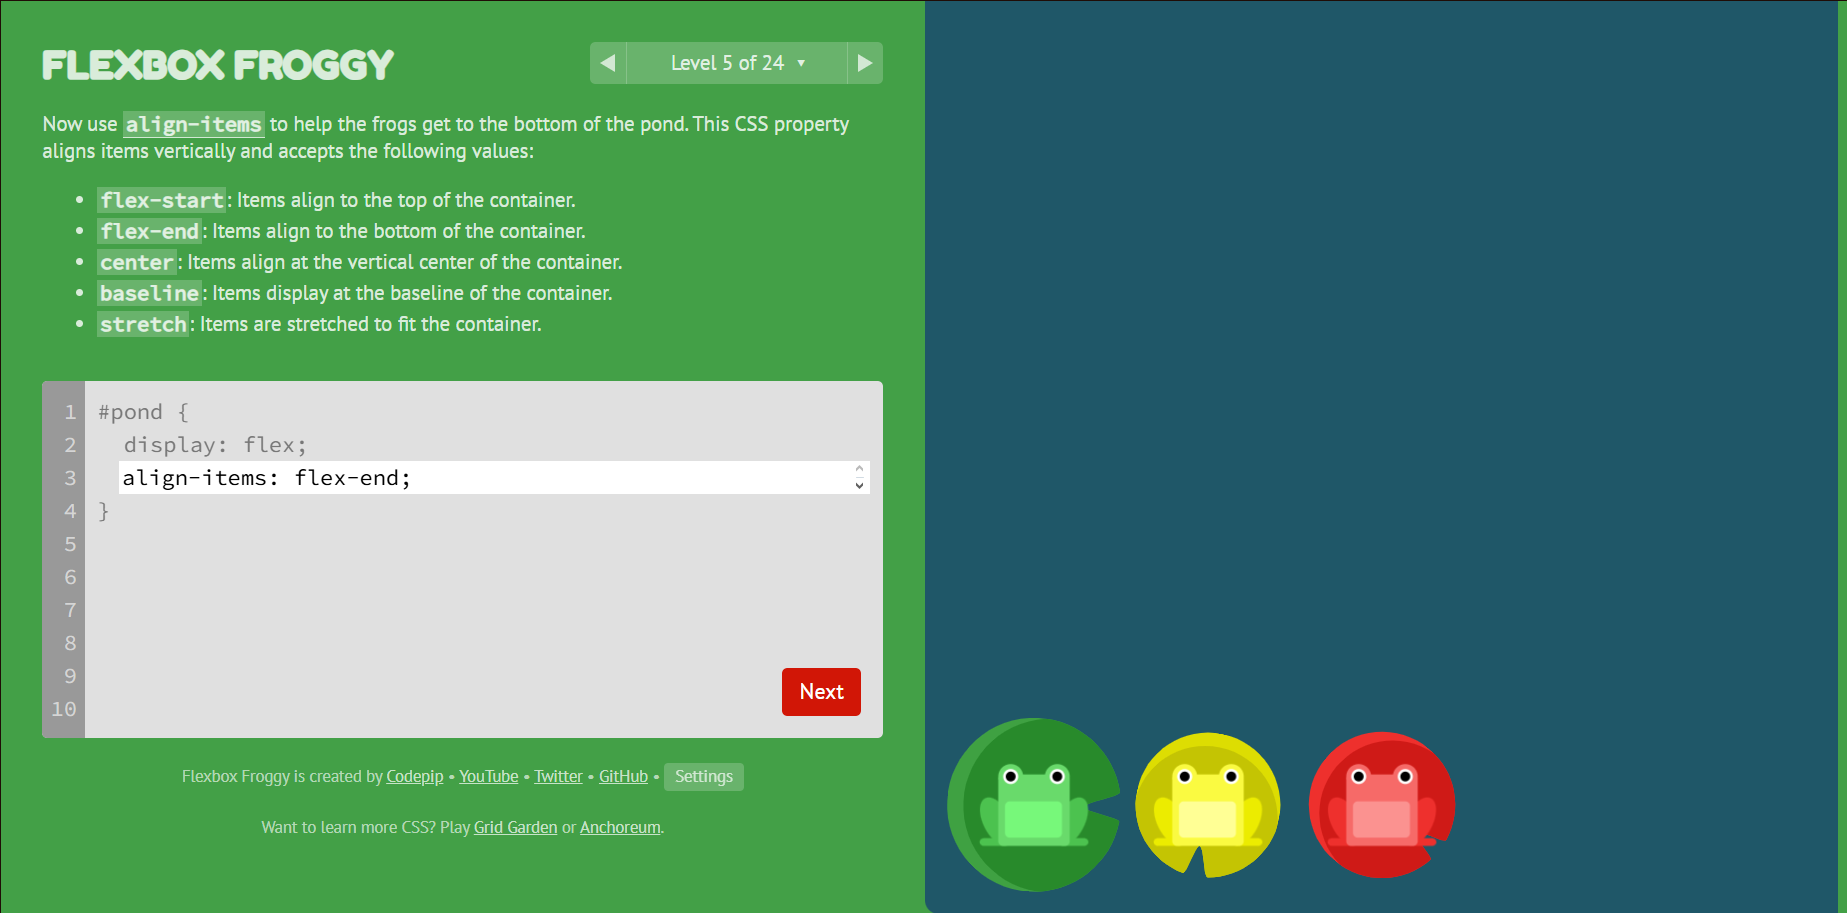 FLEXBOX FROGGY
Level 5 of 24
Now use align-items to help the frogs get to the bottom of the pond. This CSS property
aligns items vertically and accepts the following values:
flex-start: Items align to the top of the container.
flex-end: Items align to the bottom of the container.
center: Items align at the vertical center of the container.
baseline: Items display at the baseline of the container.
stretch: Items are stretched to fit the container.
1 #pond {
2 display: flex;
3 align-items: flex-end;
4 }
5
6
7
8
9
10
Next
Flexbox Froggy is created by Codepip • YouTube • Twitter • GitHub • Settings
Want to learn more CSS? Play Grid Garden or Anchoreum.